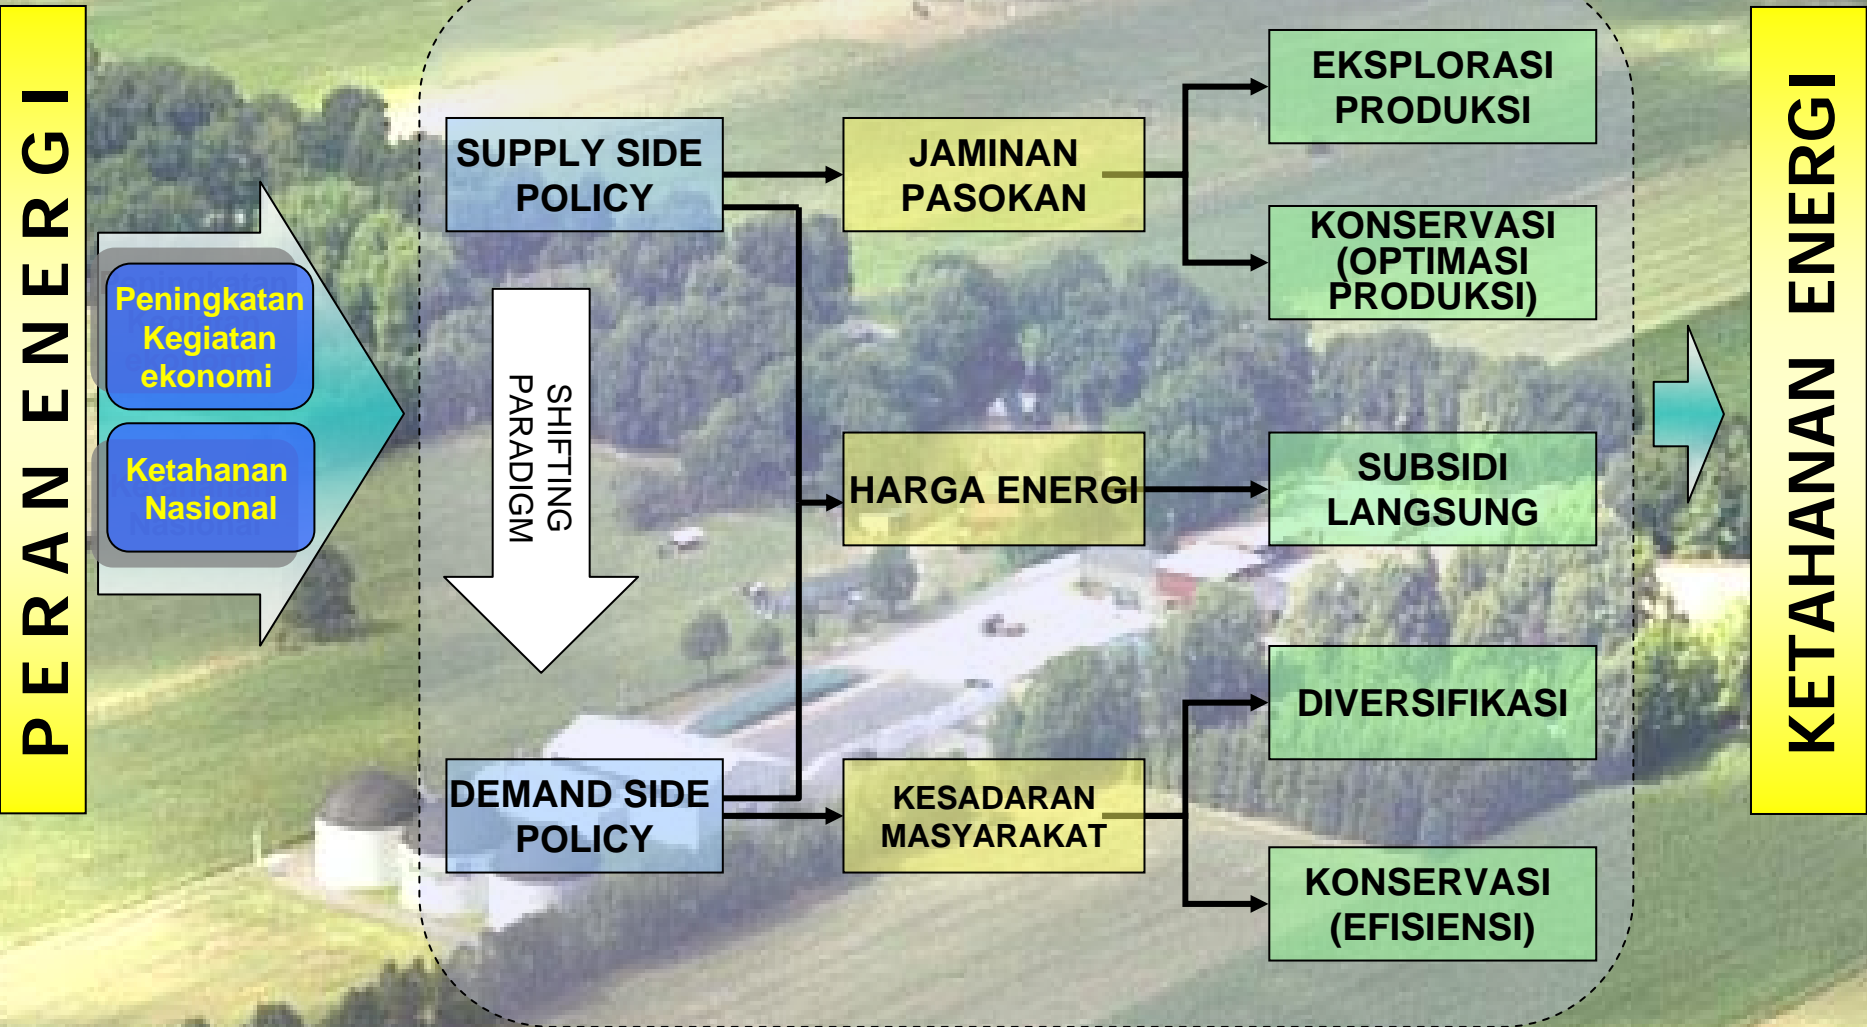 PERAN ENERGI
Peningkatan
Kegiatan
ekonomi
Ketahanan
Nasional
SUPPLY SIDE
POLICY
SHIFTING
PARADIGM
DEMAND SIDE
POLICY
JAMINAN
PASOKAN
HARGA ENERGI
KESADARAN
MASYARAKAT
EKSPLORASI
PRODUKSI
KONSERVASI
(OPTIMASI
PRODUKSI)
SUBSIDI
LANGSUNG
DIVERSIFIKASI
KONSERVASI
(EFISIENSI)
KETAHANAN ENERGI